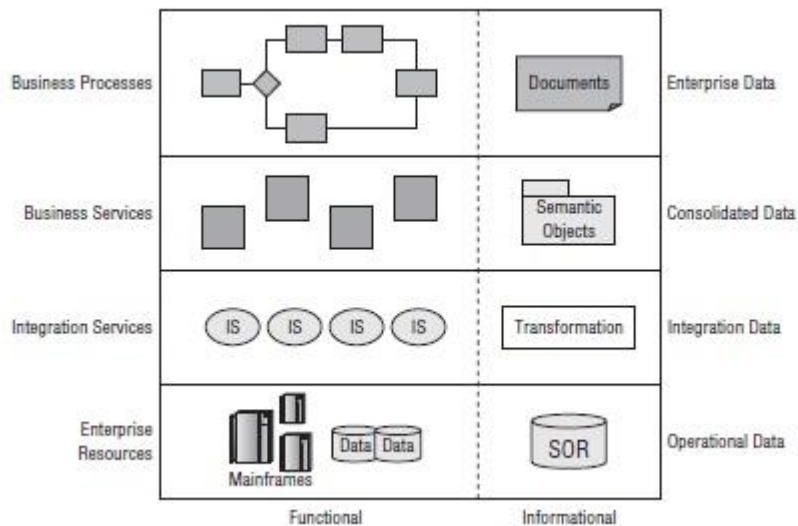 Business Processes
Documents
Enterprise Data
Business Services
Semantic
Objects
Consolidated Data
Integration Services
IS
IS
IS
IS
Transformation
Integration Data
Enterprise
Resources
Mainframes
Data
Data
SOR
Operational Data
Functional
Informational